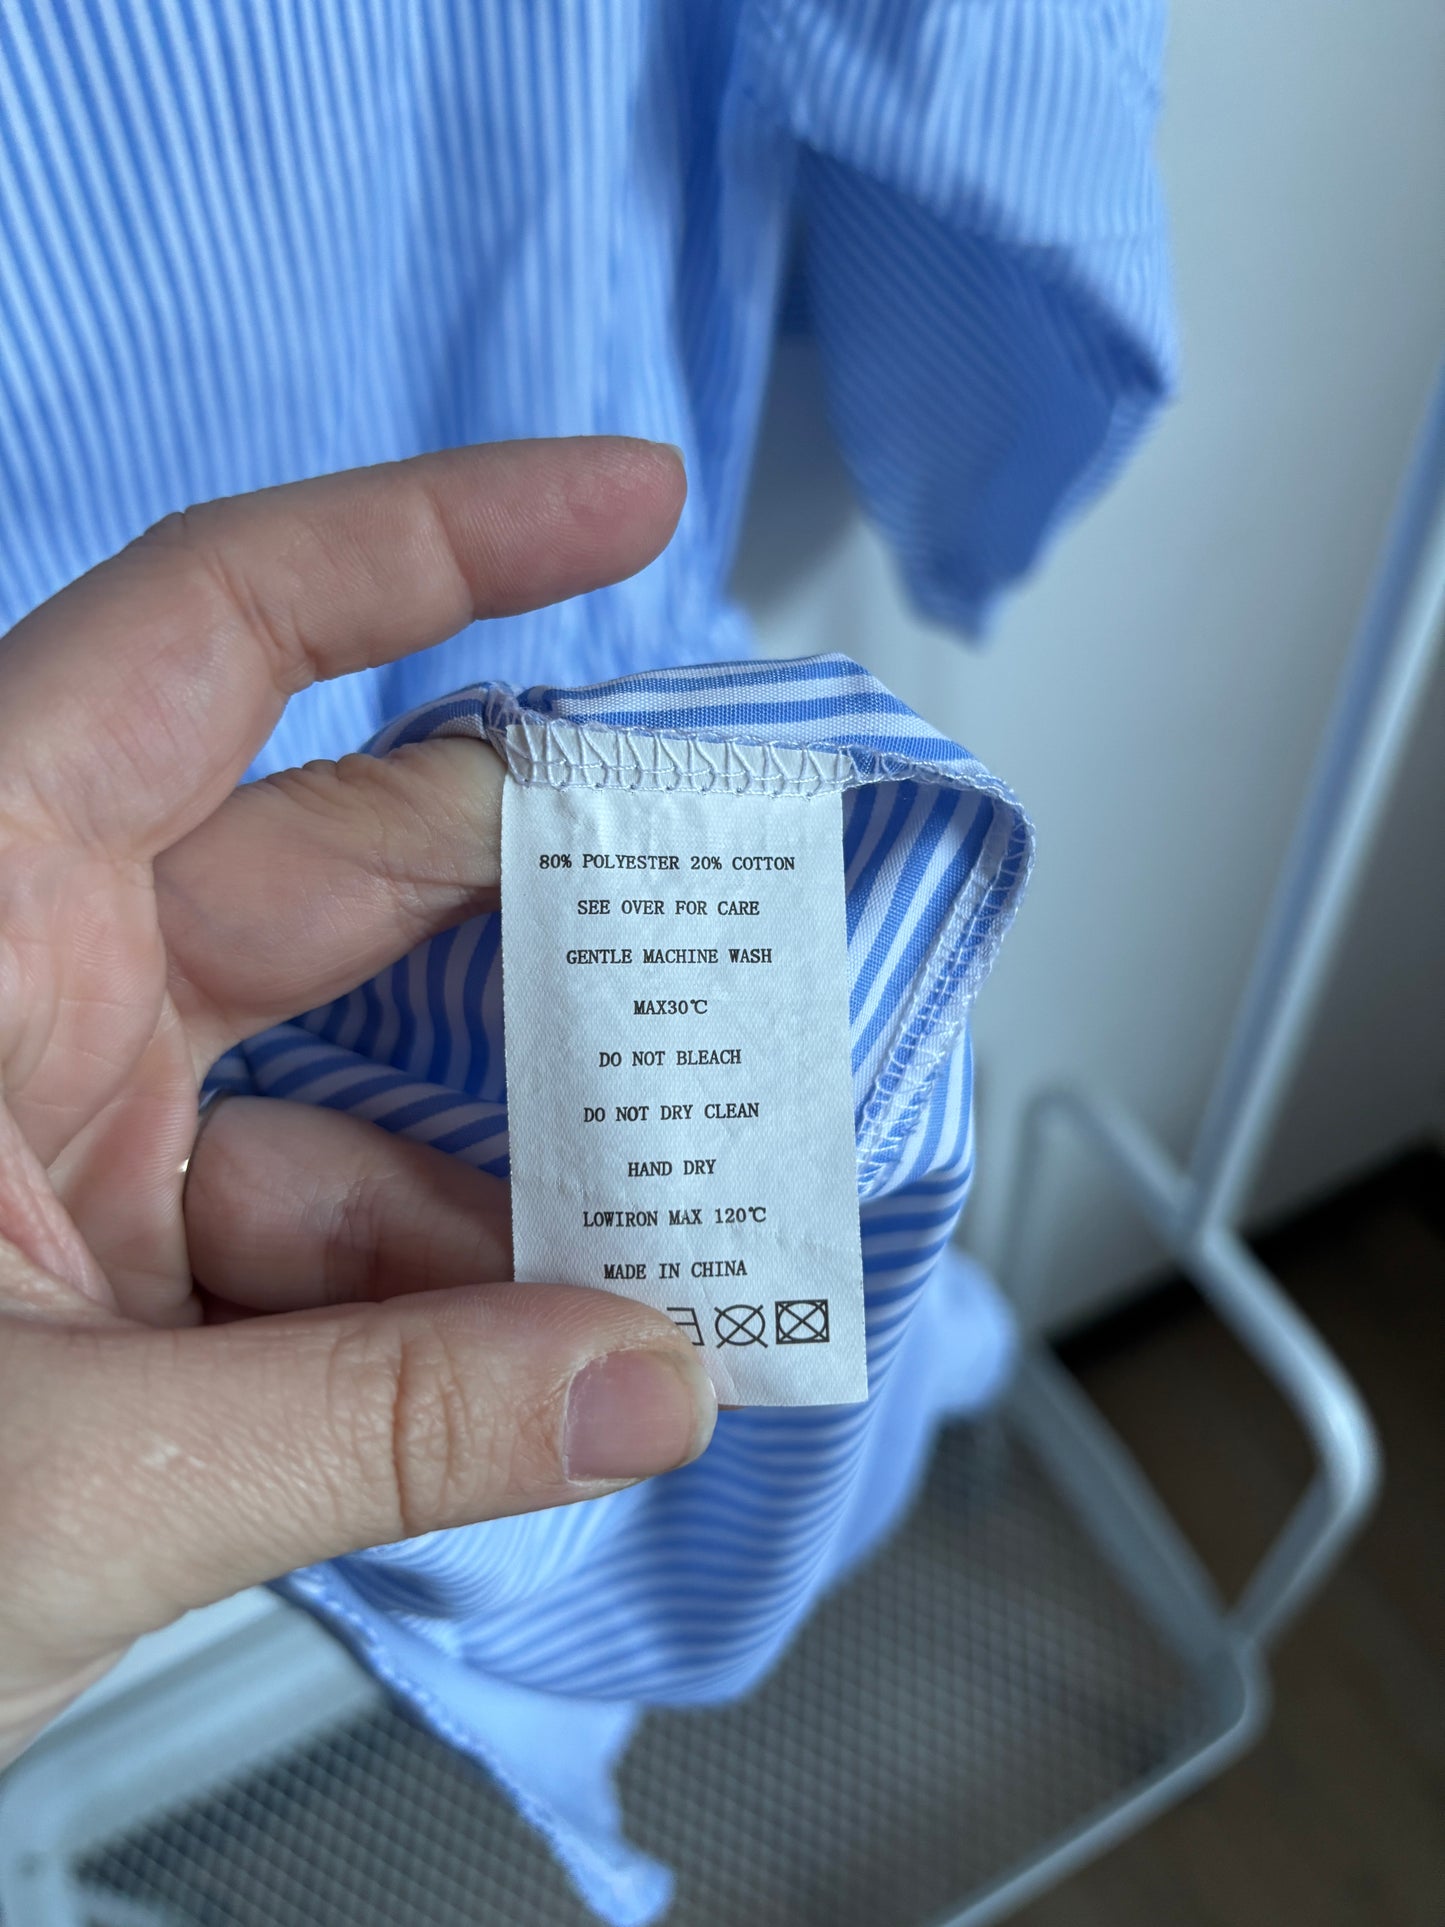 80% POLYESTER 20% COTTON
SEE OVER FOR CARE
GENTLE MACHINE WASH
MAX30℃
DO NOT BLEACH
DO NOT DRY CLEAN
HAND DRY
LOWIRON MAX 120℃
MADE IN CHINA